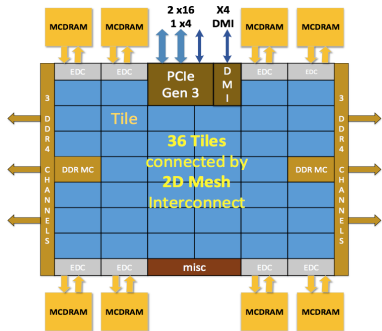 MCDRAM
MCDRAM
2 x16
1 x4
X4
DMI
MCDRAM
MCDRAM
EDC
EDC
PCIe
Gen 3
D
M
I
EDC
EDC
3
D
D
R
4
C
H
A
N
N
E
L
S
Tile
36 Tiles
connected by
2D Mesh
Interconnect
DDR MC
DDR MC
3
D
D
R
4
C
H
A
N
N
E
L
S
EDC
EDC
misc
EDC
EDC
MCDRAM
MCDRAM
MCDRAM
MCDRAM